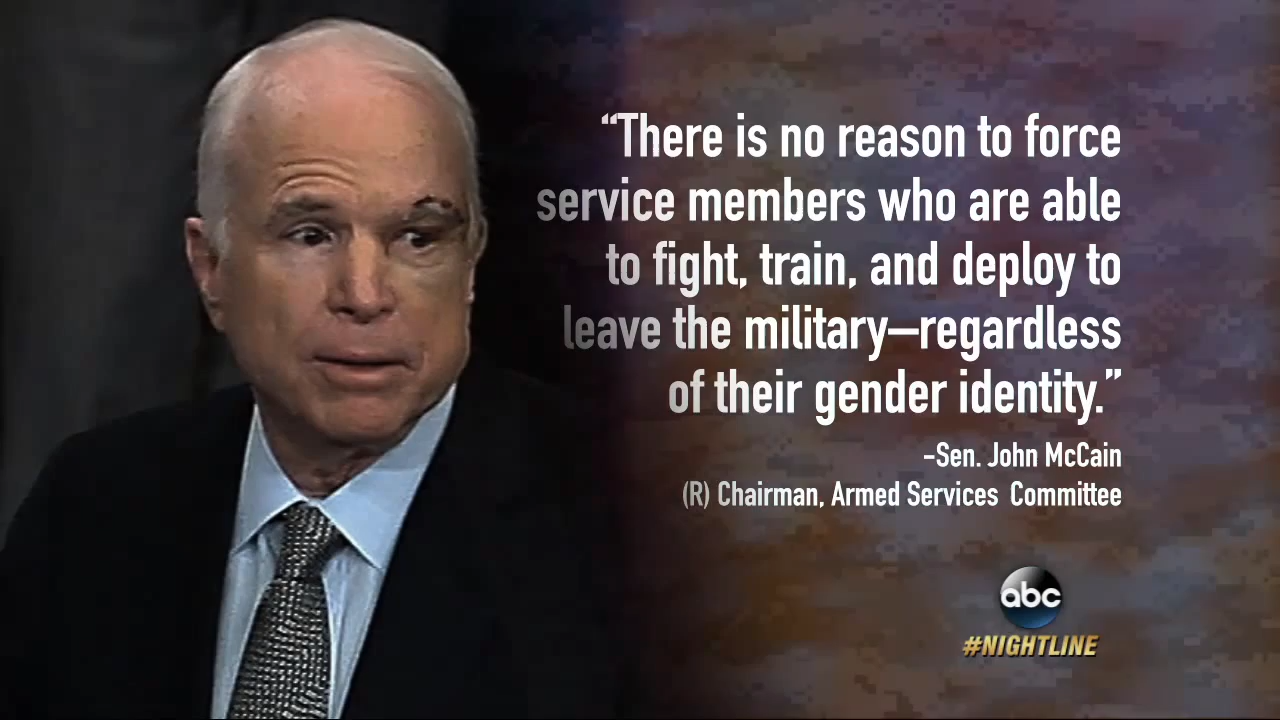 “There is no reason to force
service members who are able
to fight, train, and deploy to
leave the military–regardless
of their gender identity.”
-Sen. John McCain
(R) Chairman, Armed Services Committee
abc
#NIGHTLINE